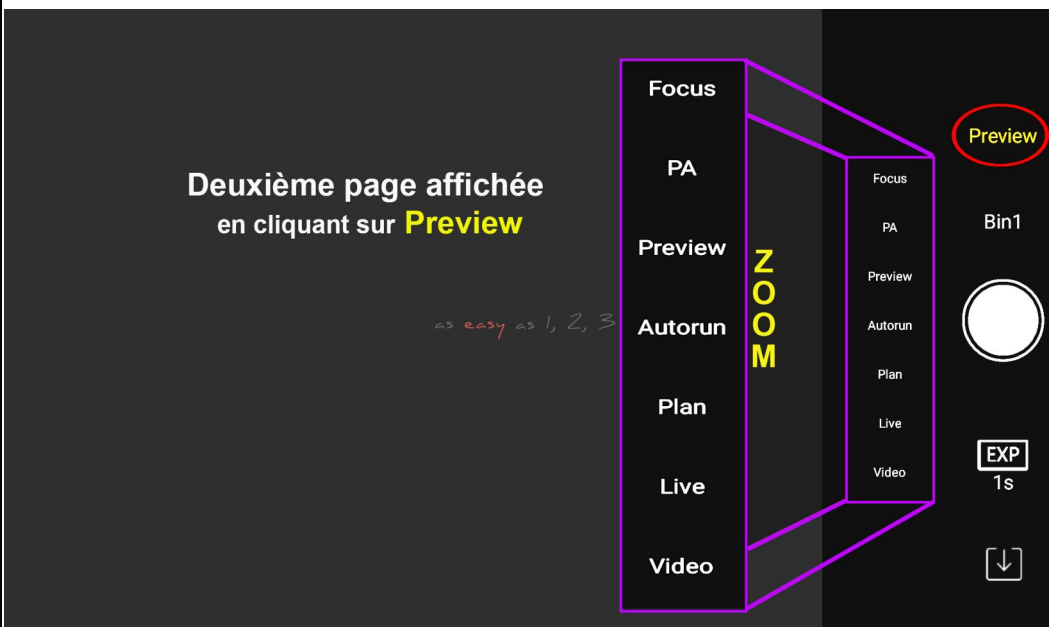 Deuxième page affichée
en cliquant sur Preview
as easy as 1, 2, 3
Focus
PA
Preview
Autorun
Plan
Live
Video
ZOOM
Focus
PA
Preview
Autorun
Plan
Live
Video
Preview
Bin1
EXP
1s